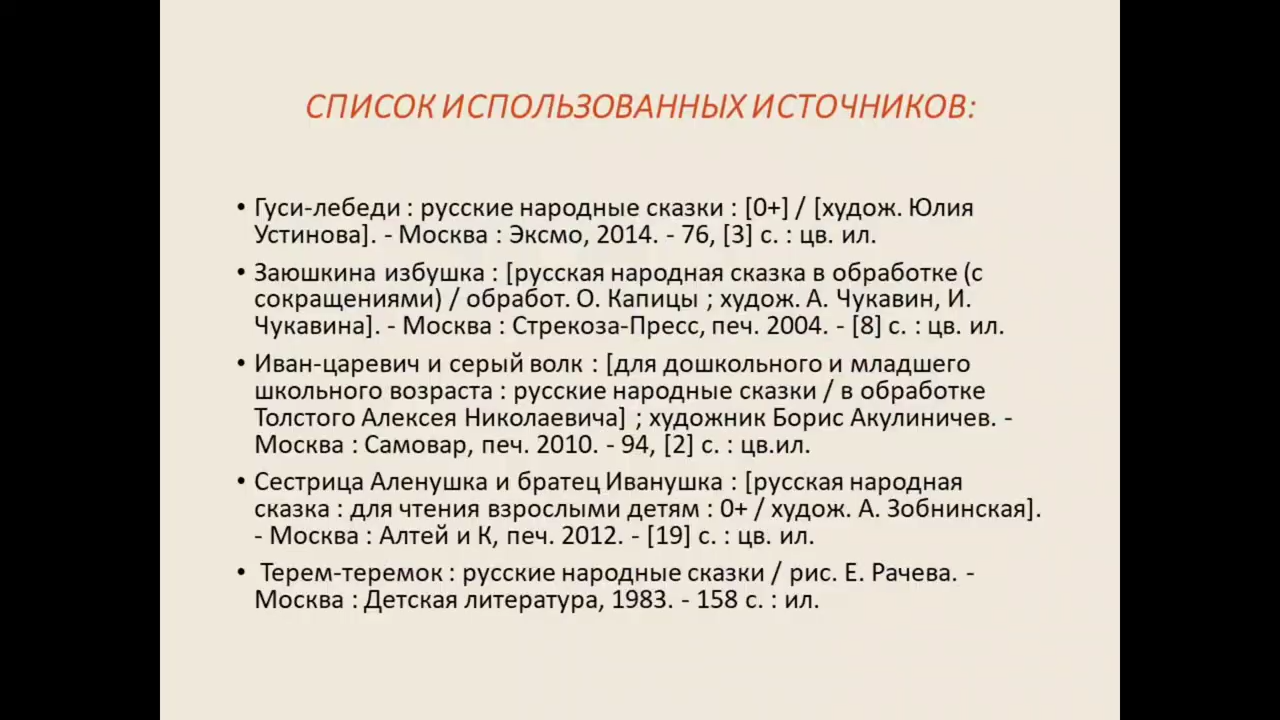 СПИСОК ИСПОЛЬЗОВАННЫХ ИСТОЧНИКОВ:
• Гуси-лебеди : русские народные сказки : [0+] / [худож. Юлия
Устинова]. - Москва : Эксмо, 2014. - 76, [3] с. : цв. ил.
• Заюшкина избушка : [русская народная сказка в обработке (с
сокращениями) / обработ. О. Капицы ; худож. А. Чукавин, И.
Чукавина]. - Москва : Стрекоза-Пресс, печ. 2004. - [8] с. : цв. ил.
• Иван-царевич и серый волк : [для дошкольного и младшего
школьного возраста : русские народные сказки / в обработке
Толстого Алексея Николаевича] ; художник Борис Акулиничев. -
Москва : Самовар, печ. 2010. - 94, [2] с. : цв.ил.
• Сестрица Аленушка и братец Иванушка : [русская народная
сказка : для чтения взрослыми детям : 0+ / худож. А. Зобнинская].
- Москва : Алтей и К, печ. 2012. - [19] с. : цв. ил.
• Терем-теремок : русские народные сказки / рис. Е. Рачева. -
Москва : Детская литература, 1983. - 158 с. : ил.